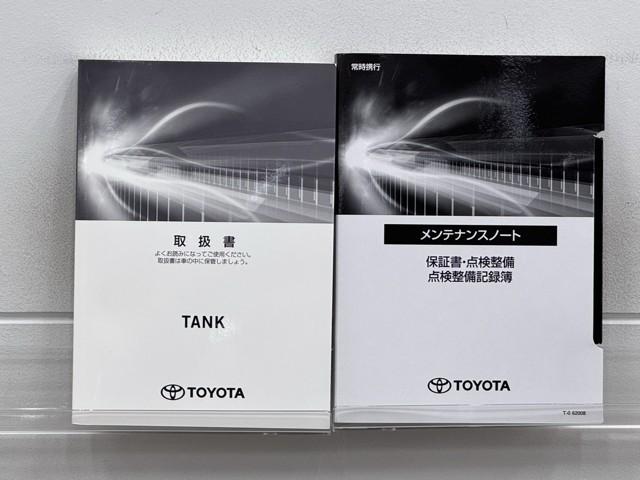 取扱書
よくお読みになってご使用ください。
取扱書は車の中に保管しましょう。
TANK
TOYOTA
常時携行
メンテナンスノート
保証書・点検整備
点検整備記録簿
TOYOTA
T-0 62008